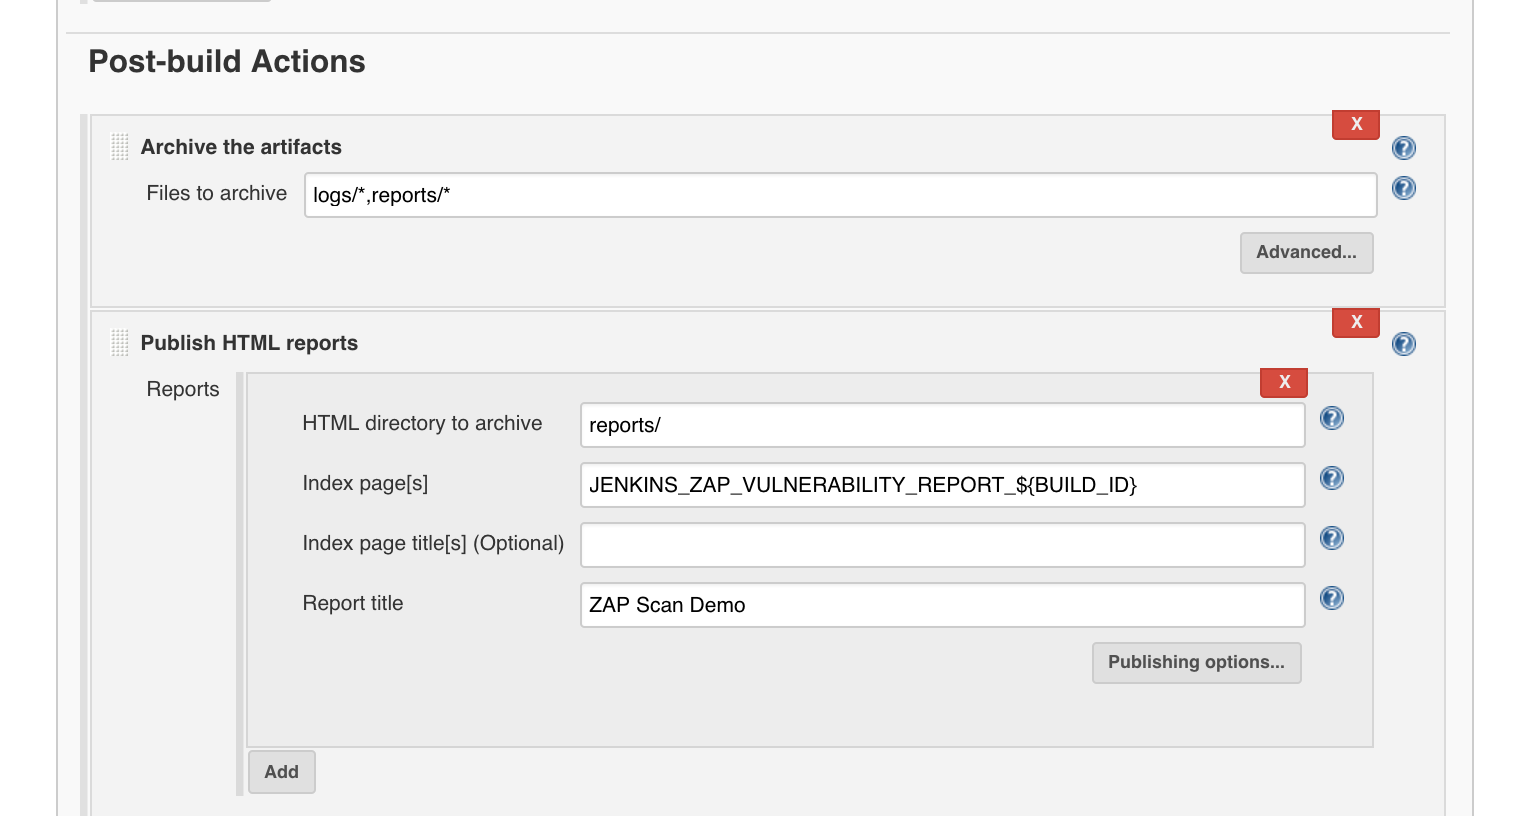 Post-build Actions
X
Archive the artifacts
?
Files to archive
logs/*,reports/*
?
Advanced...
X
Publish HTML reports
?
Reports
X
HTML directory to archive
reports/
?
Index page[s]
JENKINS_ZAP_VULNERABILITY_REPORT_${BUILD_ID}
?
Index page title[s] (Optional)
?
Report title
ZAP Scan Demo
?
Publishing options...
Add